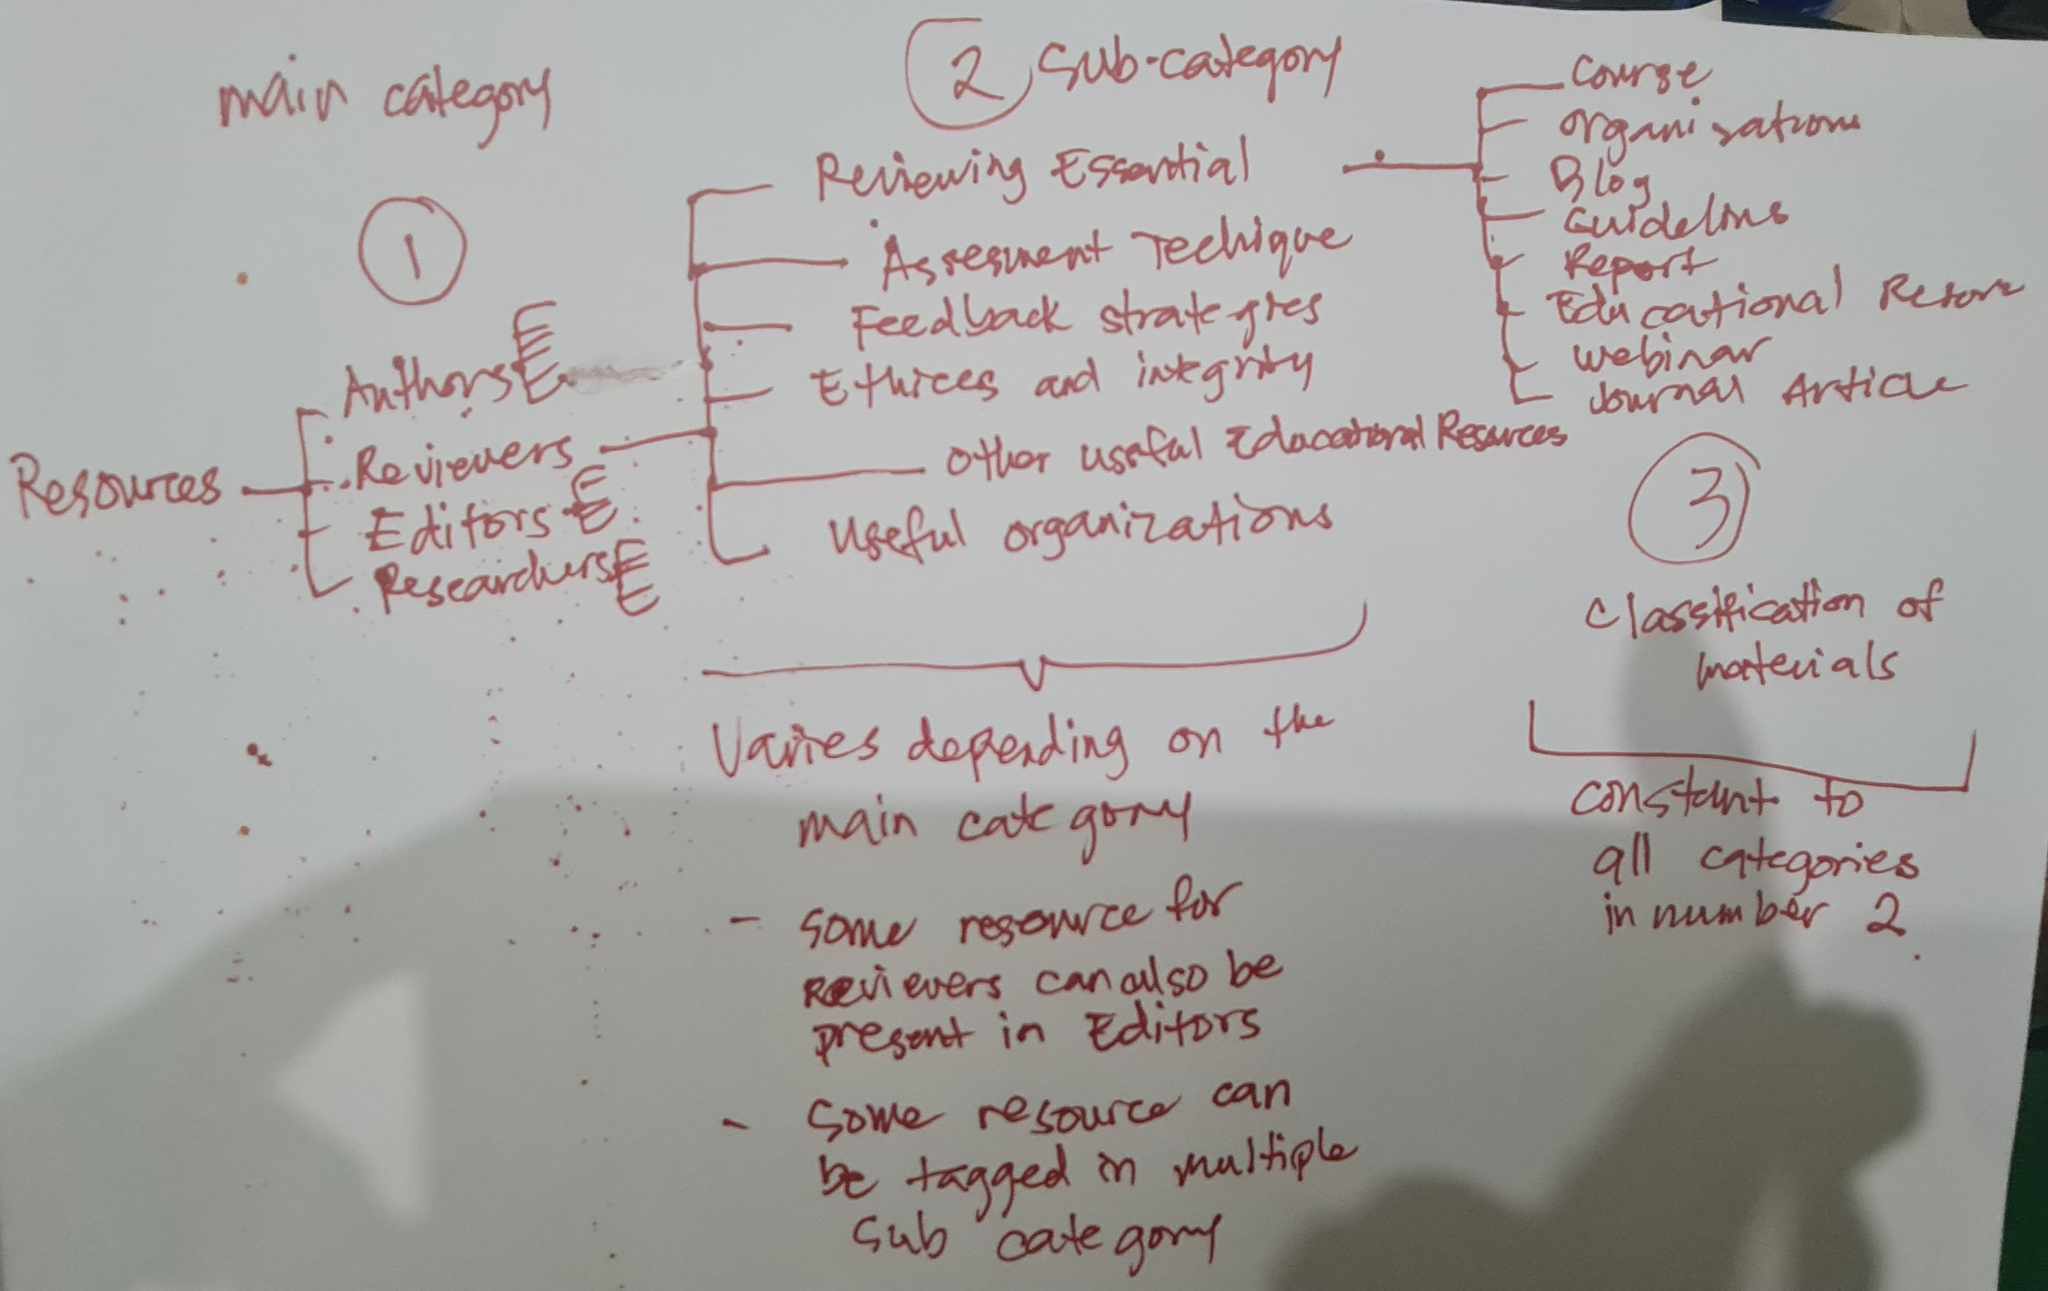 main category
1
Resources
Authors
Reviewers
Editors
Researchers
2 Sub-category
Reviewing Essential
Assesment Techique
Feedback strategies
Ethices and integrity
Other useful Educational Resources
Useful organizations
Varies depending on the
main category
- some resource for
Reviewers can also be
present in Editors
- Some resource can
be tagged in multiple
Sub category
Course
organizations
Blog
Guidelines
Report
Educational
webinar
Journal Article
3
Classification of
materials
constant to
all categories
in number 2